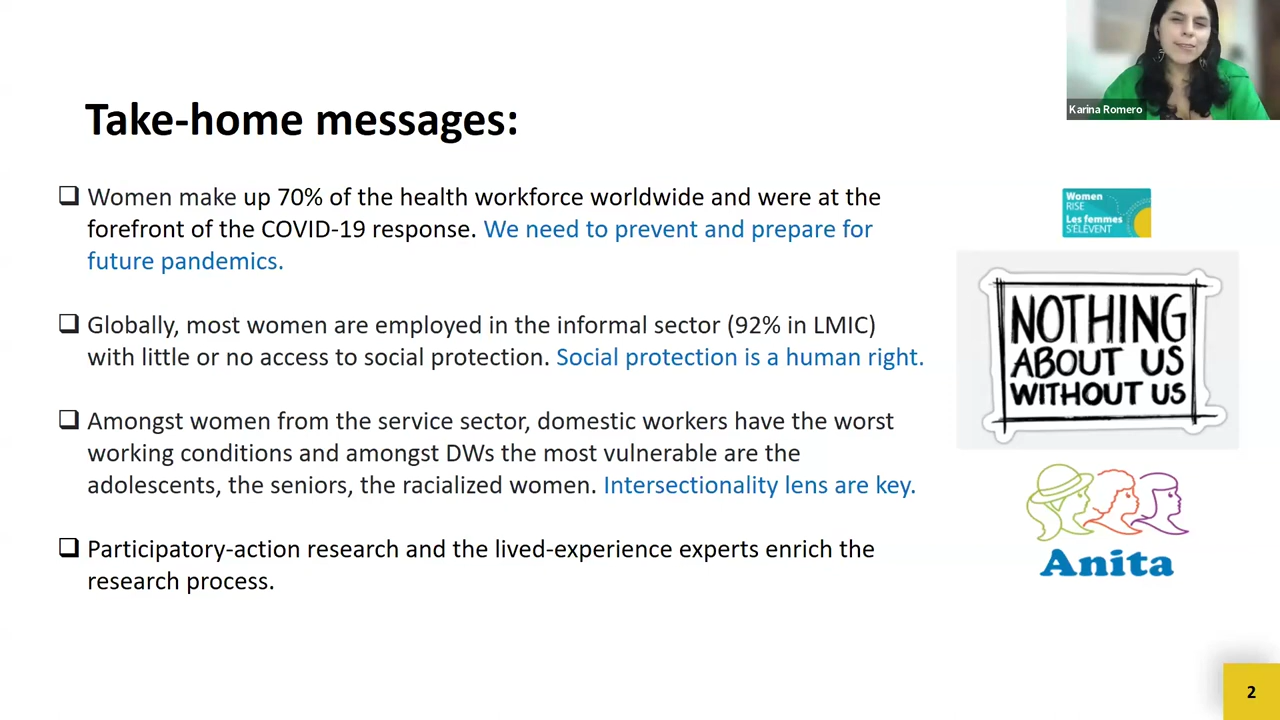 Karina Romero
Take-home messages:
Women make up 70% of the health workforce worldwide and were at the
forefront of the COVID-19 response. We need to prevent and prepare for
future pandemics.
Globally, most women are employed in the informal sector (92% in LMIC)
with little or no access to social protection. Social protection is a human right.
Amongst women from the service sector, domestic workers have the worst
working conditions and amongst DWs the most vulnerable are the
adolescents, the seniors, the racialized women. Intersectionality lens are key.
Participatory-action research and the lived-experience experts enrich the
research process.
Women
RISE
Les femmes
S'ÉLÈVENT
NOTHING
ABOUT US
WITHOUT US
Anita
2